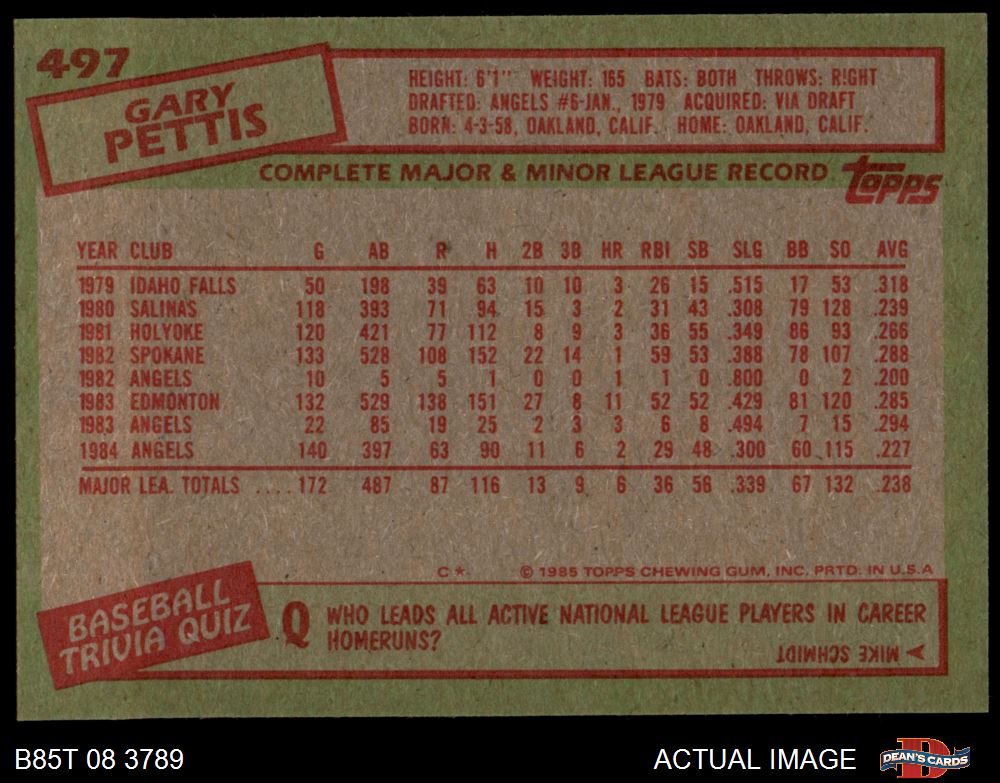 497
GARY
PETTIS
HEIGHT: 6'1" WEIGHT: 165 BATS: BOTH THROWS: RIGHT
DRAFTED: ANGELS #6-JAN., 1979 ACQUIRED: VIA DRAFT
BORN: 4-3-58, OAKLAND, CALIF. HOME: OAKLAND, CALIF.
COMPLETE MAJOR & MINOR LEAGUE RECORD
topps
YEAR CLUB G AB R H 2B 3B HR RBI SB SLG BB SO AVG
1979 IDAHO FALLS 50 198 39 63 10 10 3 26 15 .515 17 53 .318
1980 SALINAS 118 393 71 94 15 3 2 31 43 .308 79 128 .239
1981 HOLYOKE 120 421 77 112 8 9 3 36 55 .349 86 93 .266
1982 SPOKANE 133 528 108 152 22 14 1 59 53 .388 78 107 .288
1982 ANGELS 10 5 5 1 0 0 1 1 0 .800 0 2 .200
1983 EDMONTON 132 529 138 151 27 8 11 52 52 .429 81 120 .285
1983 ANGELS 22 85 19 25 2 3 3 6 8 .494 7 15 .294
1984 ANGELS 140 397 63 90 11 6 2 29 48 .300 60 115 .227
MAJOR LEA. TOTALS .... 172 487 87 116 13 9 6 36 56 .339 67 132 .238
C* © 1985 TOPPS CHEWING GUM, INC. PRTD. IN U.S.A
BASEBALL
TRIVIA QUIZ
Q WHO LEADS ALL ACTIVE NATIONAL LEAGUE PLAYERS IN CAREER
HOMERUNS?
A MIKE SCHMIDT
B85T 08 3789
ACTUAL IMAGE
DEAN'S CARDS